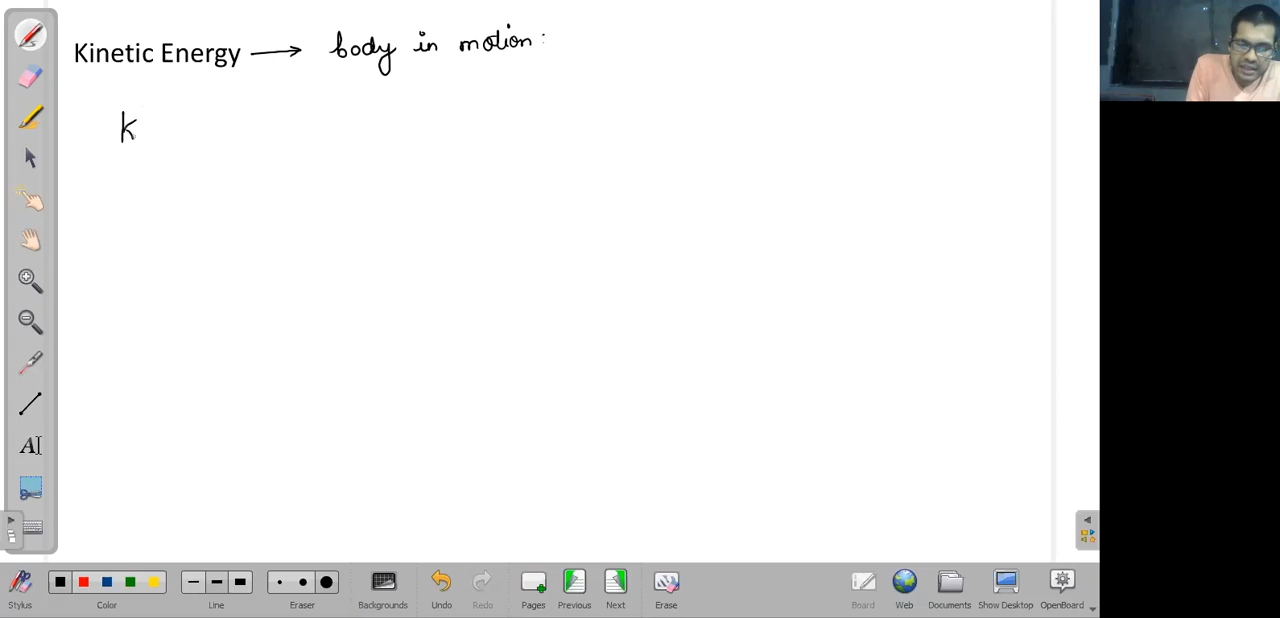 Kinetic Energy → body in motion:
K
A
Stylus
Color
Line
Eraser
Backgrounds
Undo
Redo
Pages
Previous
Next
Erase
Board
Web
Documents
Show Desktop
OpenBoard